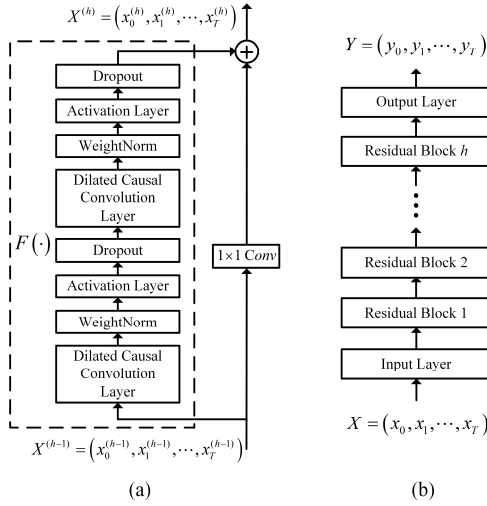 X^(h) = (x_0^(h), x_1^(h), ⋯, x_T^(h))
Dropout
Activation Layer
WeightNorm
Dilated Causal
Convolution
Layer
F(·)
Dropout
Activation Layer
WeightNorm
Dilated Causal
Convolution
Layer
1×1 Conv
X^(h−1) = (x_0^(h−1), x_1^(h−1), ⋯, x_T^(h−1))
(a)
Y = (y_0, y_1, ⋯, y_T)
Output Layer
Residual Block h
Residual Block 2
Residual Block 1
Input Layer
X = (x_0, x_1, ⋯, x_T)
(b)